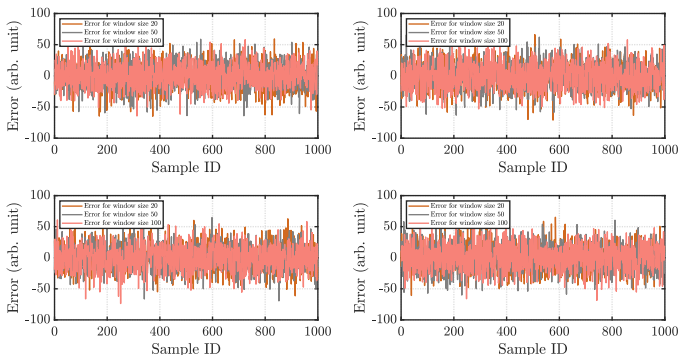 100
50
0
-50
-100
Error (arb. unit)
Error for window size 20
Error for window size 50
Error for window size 100
0 200 400 600 800 1000
Sample ID
100
50
0
-50
-100
Error (arb. unit)
Error for window size 20
Error for window size 50
Error for window size 100
0 200 400 600 800 1000
Sample ID
100
50
0
-50
-100
Error (arb. unit)
Error for window size 20
Error for window size 50
Error for window size 100
0 200 400 600 800 1000
Sample ID
100
50
0
-50
-100
Error (arb. unit)
Error for window size 20
Error for window size 50
Error for window size 100
0 200 400 600 800 1000
Sample ID